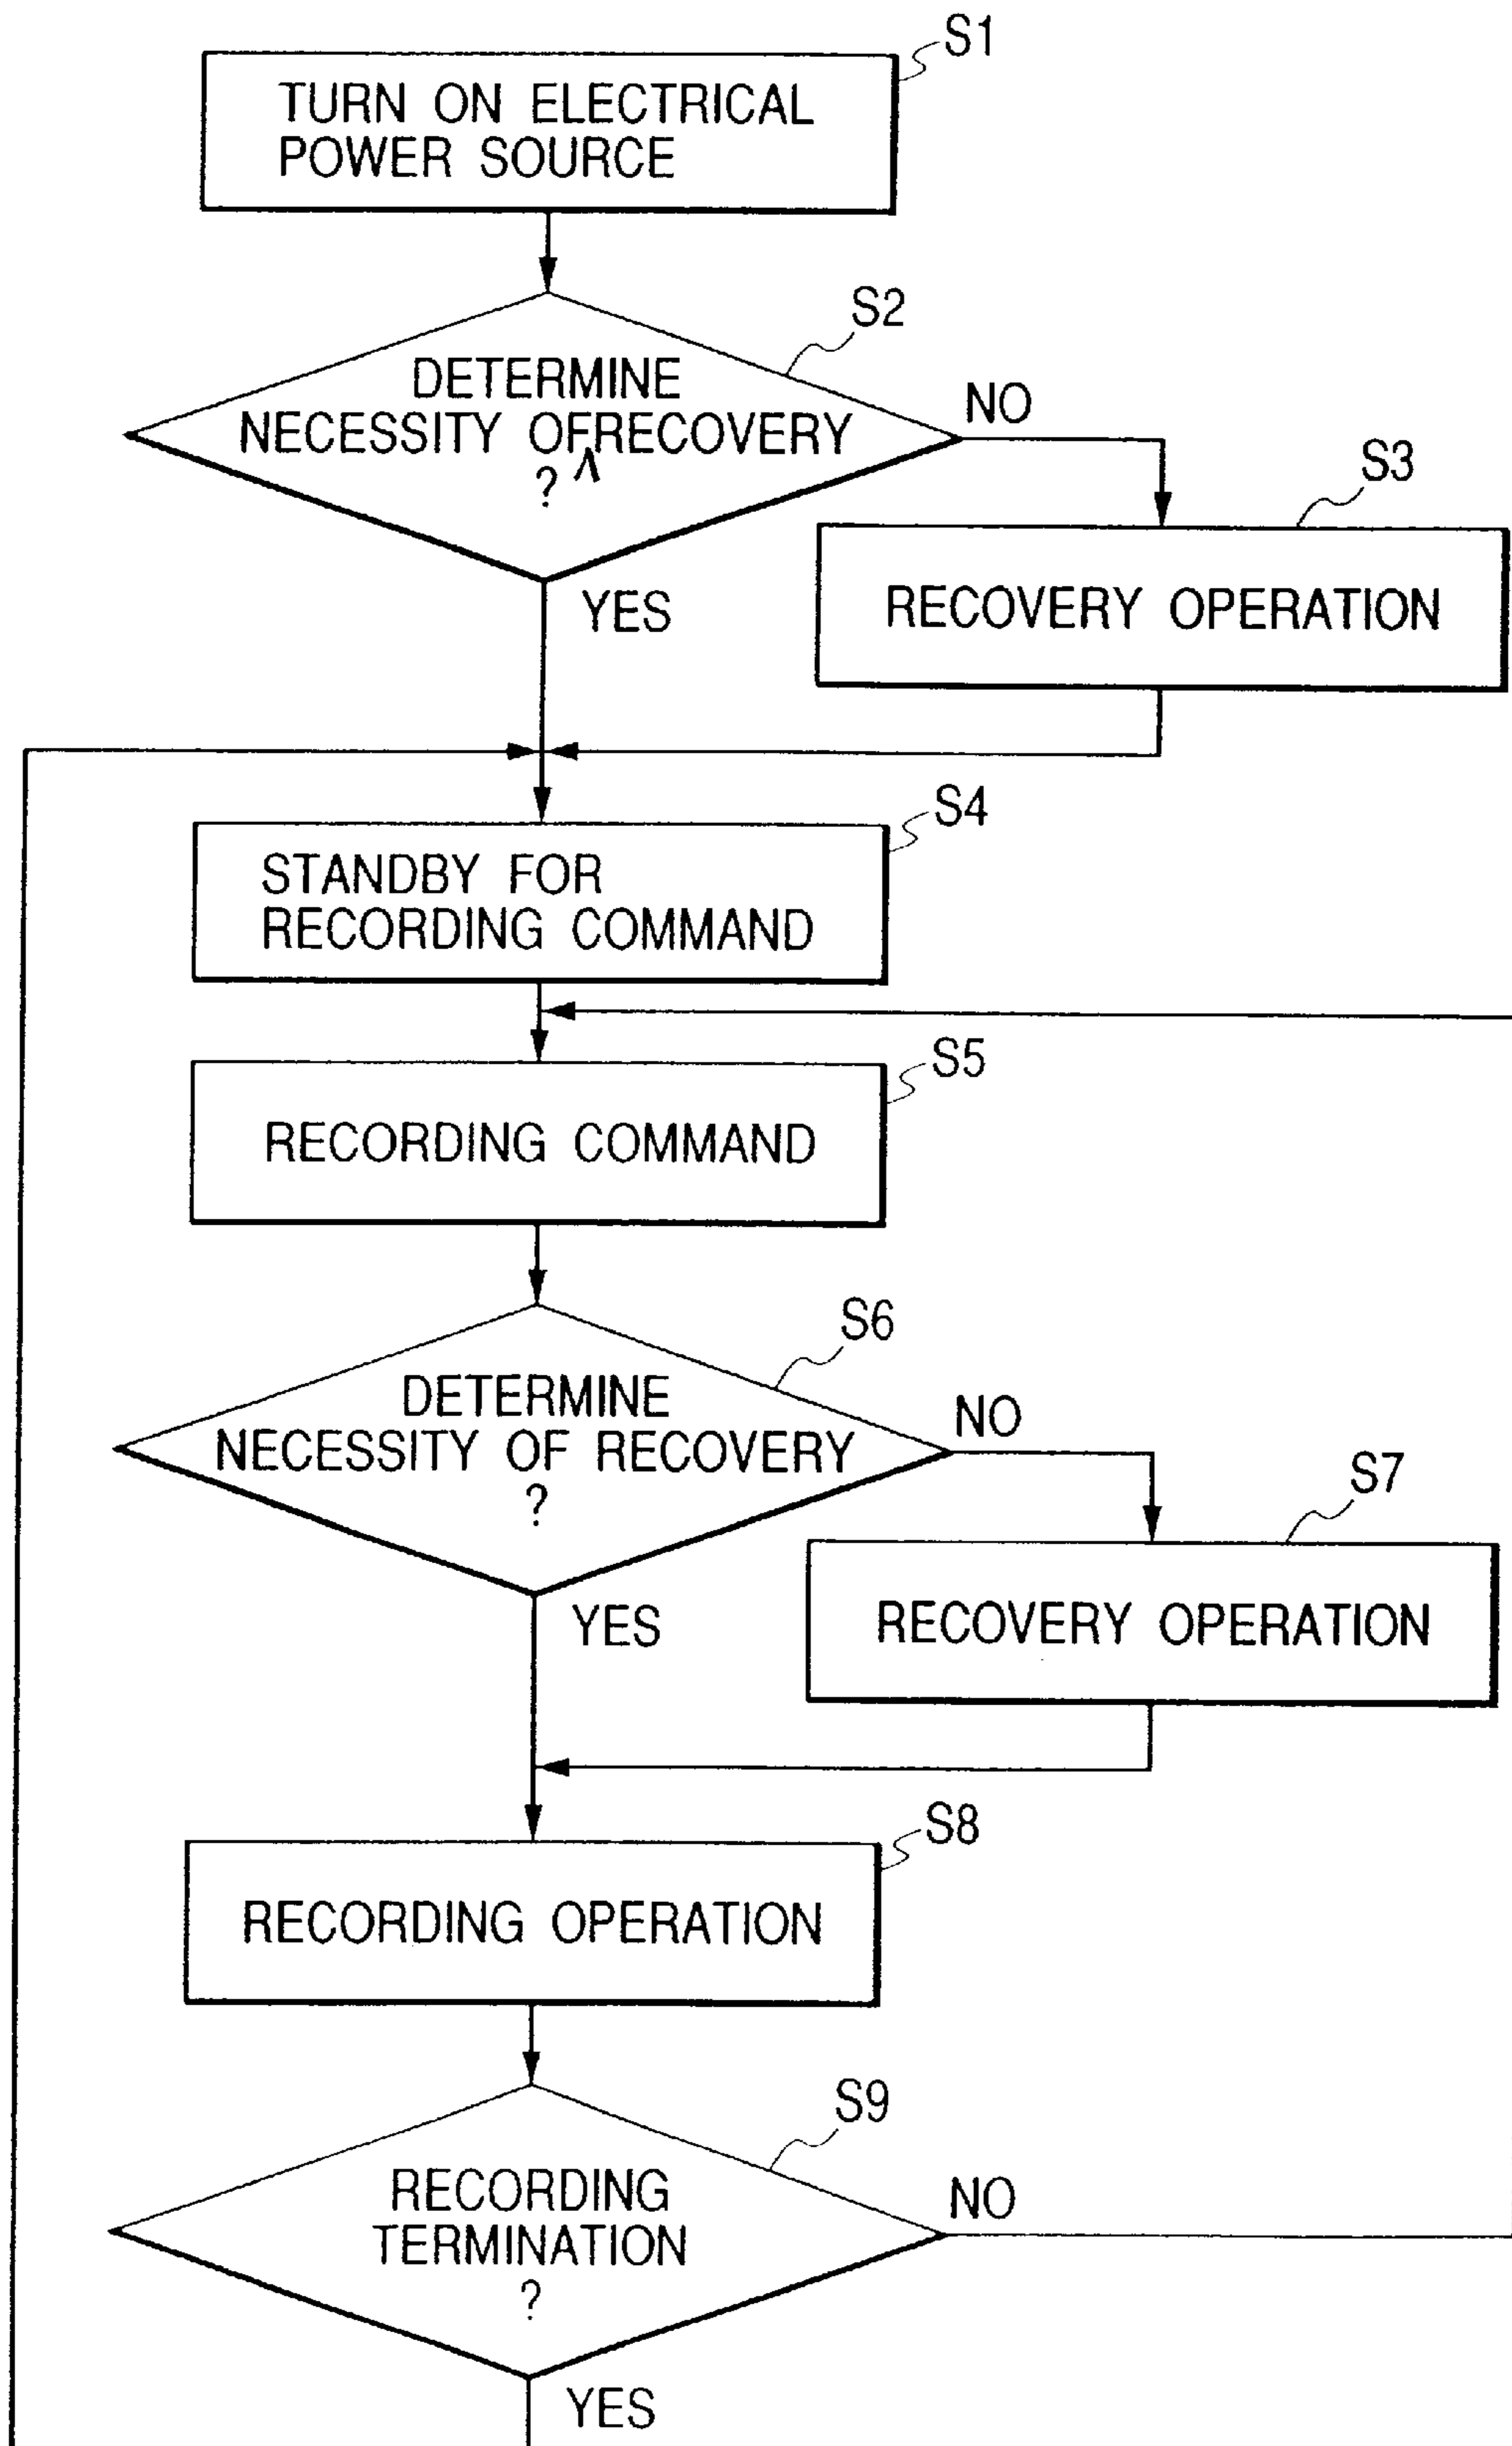 S1
TURN ON ELECTRICAL
POWER SOURCE
S2
DETERMINE
NECESSITY OFRECOVERY
? ^
NO
S3
RECOVERY OPERATION
YES
S4
STANDBY FOR
RECORDING COMMAND
S5
RECORDING COMMAND
S6
DETERMINE
NECESSITY OF RECOVERY
?
NO
S7
RECOVERY OPERATION
YES
S8
RECORDING OPERATION
S9
RECORDING
TERMINATION
?
NO
YES